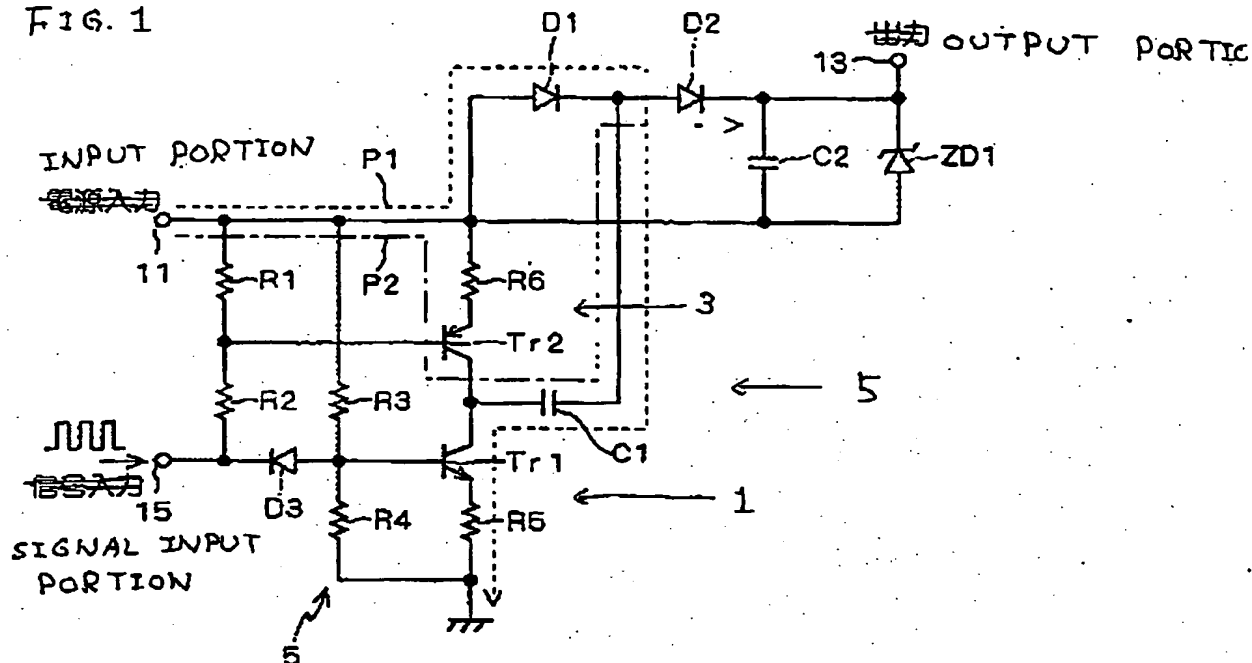 FIG. 1
D1
D2
出力 OUTPUT PORTIC
13
INPUT PORTION
電源入力
P1
C2
ZD1
11
R1
P2
R6
3
Tr2
R2
R3
5
C1
信号入力
15
D3
Tr1
R4
R5
1
SIGNAL INPUT
PORTION
5